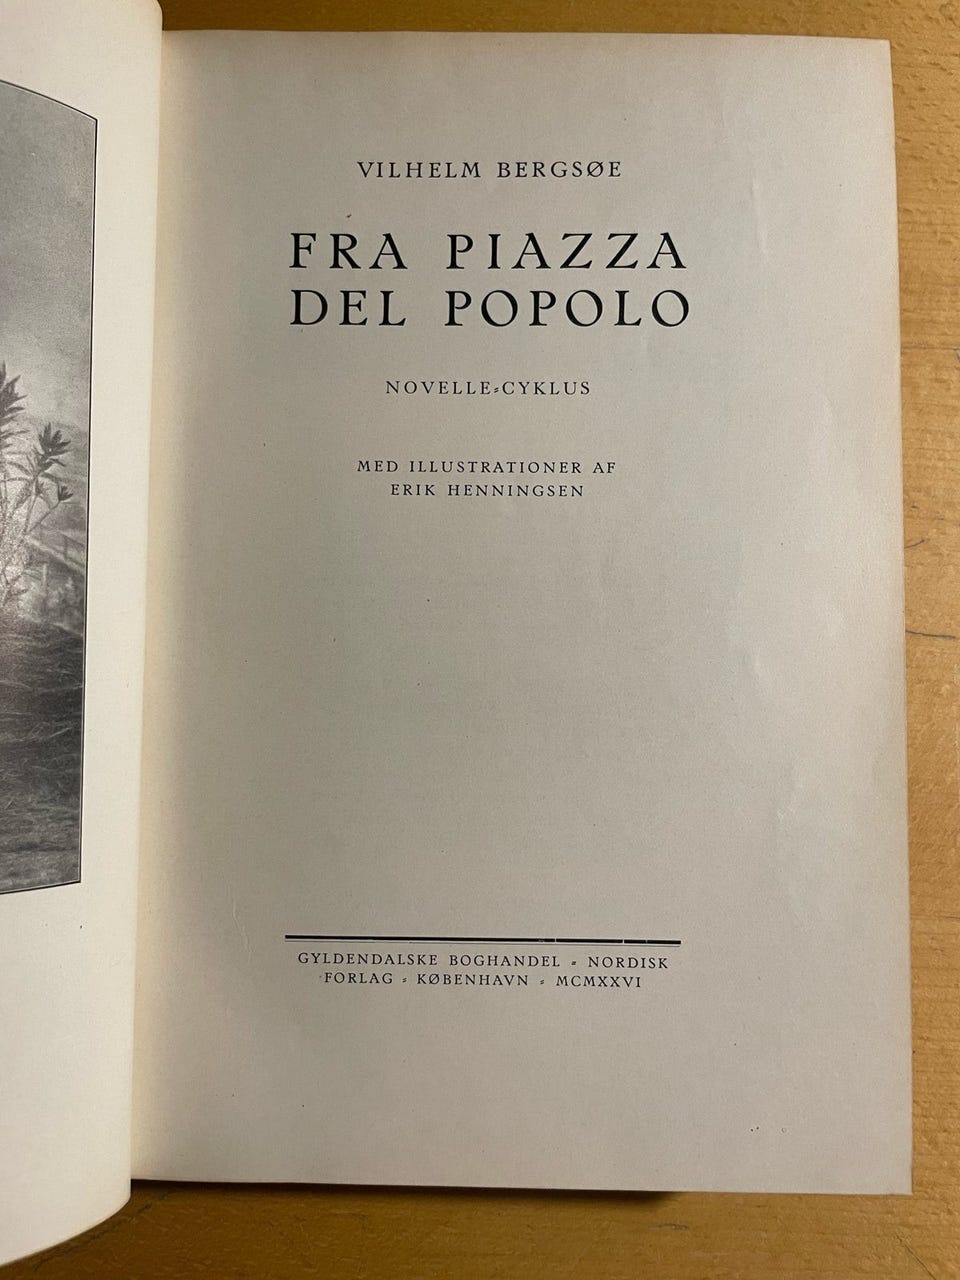 VILHELM BERGSØE
FRA PIAZZA
DEL POPOLO
NOVELLE=CYKLUS
MED ILLUSTRATIONER AF
ERIK HENNINGSEN
GYLDENDALSKE BOGHANDEL = NORDISK
FORLAG = KØBENHAVN = MCMXXVI